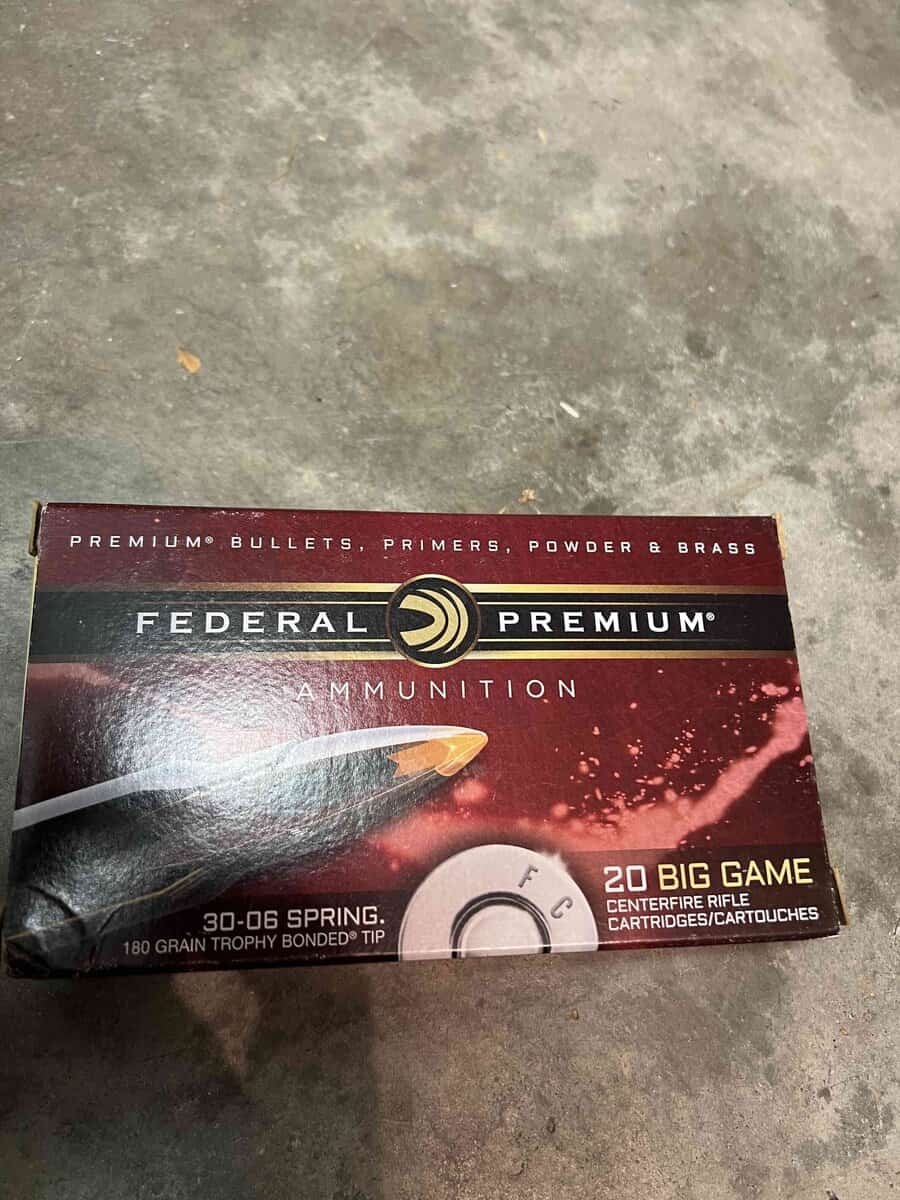 PREMIUM® BULLETS, PRIMERS, POWDER & BRASS
FEDERAL PREMIUM®
AMMUNITION
30-06 SPRING.
180 GRAIN TROPHY BONDED® TIP
F C
20 BIG GAME
CENTERFIRE RIFLE
CARTRIDGES/CARTOUCHES